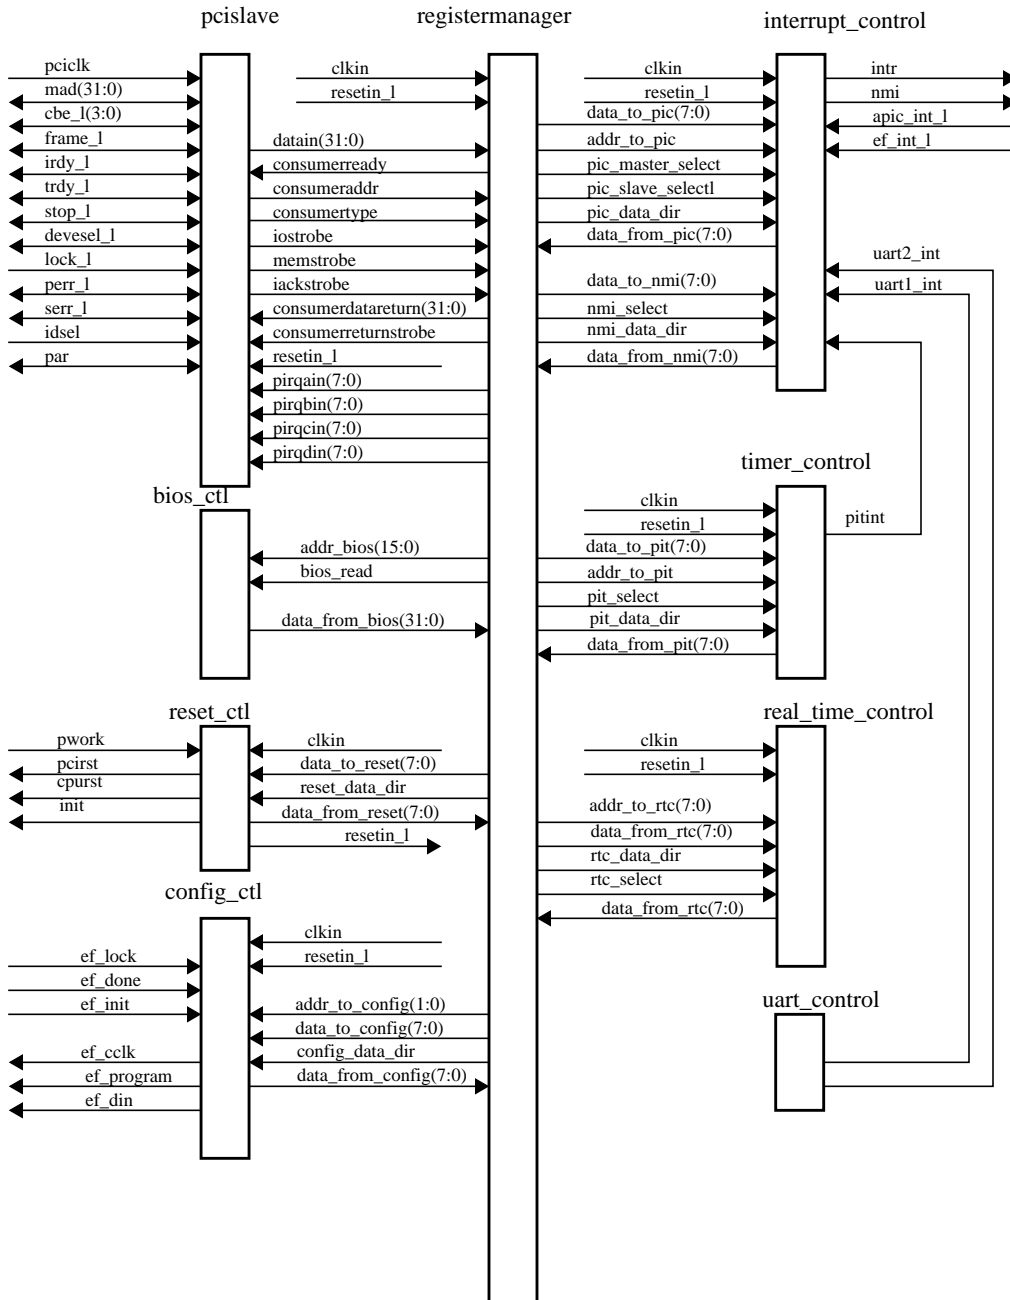 pcislave
registermanager
interrupt_control
pciclk
mad(31:0)
cbe_l(3:0)
frame_l
irdy_l
trdy_l
stop_l
devesel_l
lock_l
perr_l
serr_l
idsel
par
clkin
resetin_l
datain(31:0)
consumerready
consumeraddr
consumertype
iostrobe
memstrobe
iackstrobe
consumerdatareturn(31:0)
consumerreturnstrobe
resetin_l
pirqain(7:0)
pirqbin(7:0)
pirqcin(7:0)
pirqdin(7:0)
clkin
resetin_l
data_to_pic(7:0)
addr_to_pic
pic_master_select
pic_slave_selectl
pic_data_dir
data_from_pic(7:0)
data_to_nmi(7:0)
nmi_select
nmi_data_dir
data_from_nmi(7:0)
intr
nmi
apic_int_l
ef_int_l
uart2_int
uart1_int
bios_ctl
addr_bios(15:0)
bios_read
data_from_bios(31:0)
timer_control
clkin
resetin_l
data_to_pit(7:0)
addr_to_pit
pit_select
pit_data_dir
data_from_pit(7:0)
pitint
reset_ctl
pwork
pcirst
cpurst
init
clkin
data_to_reset(7:0)
reset_data_dir
data_from_reset(7:0)
resetin_l
real_time_control
clkin
resetin_l
addr_to_rtc(7:0)
data_from_rtc(7:0)
rtc_data_dir
rtc_select
data_from_rtc(7:0)
config_ctl
ef_lock
ef_done
ef_init
ef_cclk
ef_program
ef_din
clkin
resetin_l
addr_to_config(1:0)
data_to_config(7:0)
config_data_dir
data_from_config(7:0)
uart_control